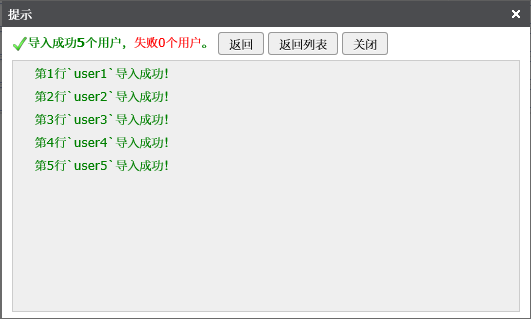 提示
导入成功5个用户，失败0个用户。 返回 返回列表 关闭
第1行`user1`导入成功!
第2行`user2`导入成功!
第3行`user3`导入成功!
第4行`user4`导入成功!
第5行`user5`导入成功!